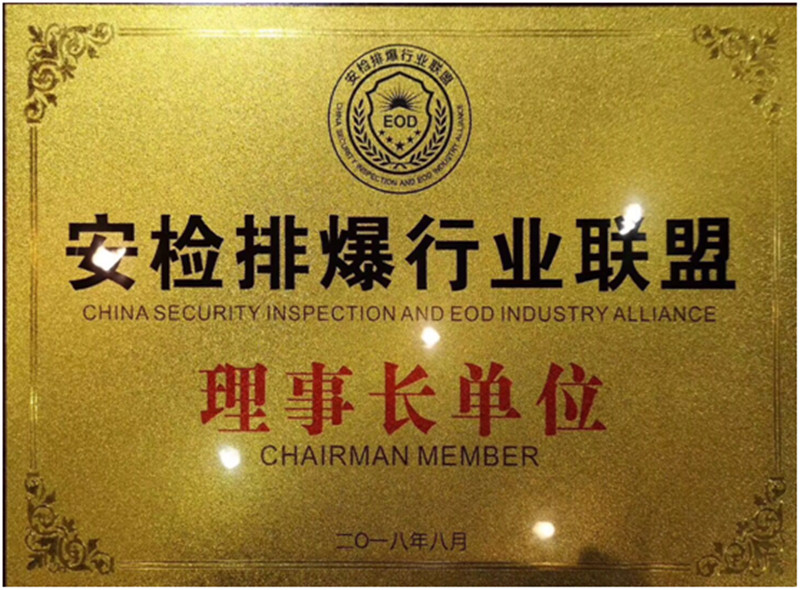 安检排爆行业联盟
EOD
CHINA SECURITY INSPECTION AND EOD INDUSTRY ALLIANCE
安检排爆行业联盟
CHINA SECURITY INSPECTION AND EOD INDUSTRY ALLIANCE
理事长单位
CHAIRMAN MEMBER
二〇一八年八月